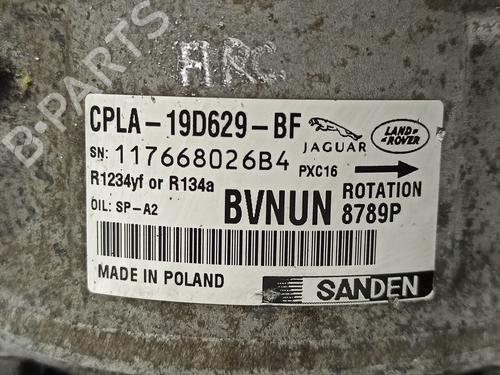 ARC
CPLA-19D629-BF
JAGUAR
LAND ROVER
SN: 117668026B4
PXC16
R1234yf or R134a
ROTATION
OIL: SP-A2
BVNUN 8789P
MADE IN POLAND
SANDEN
B-PARTS